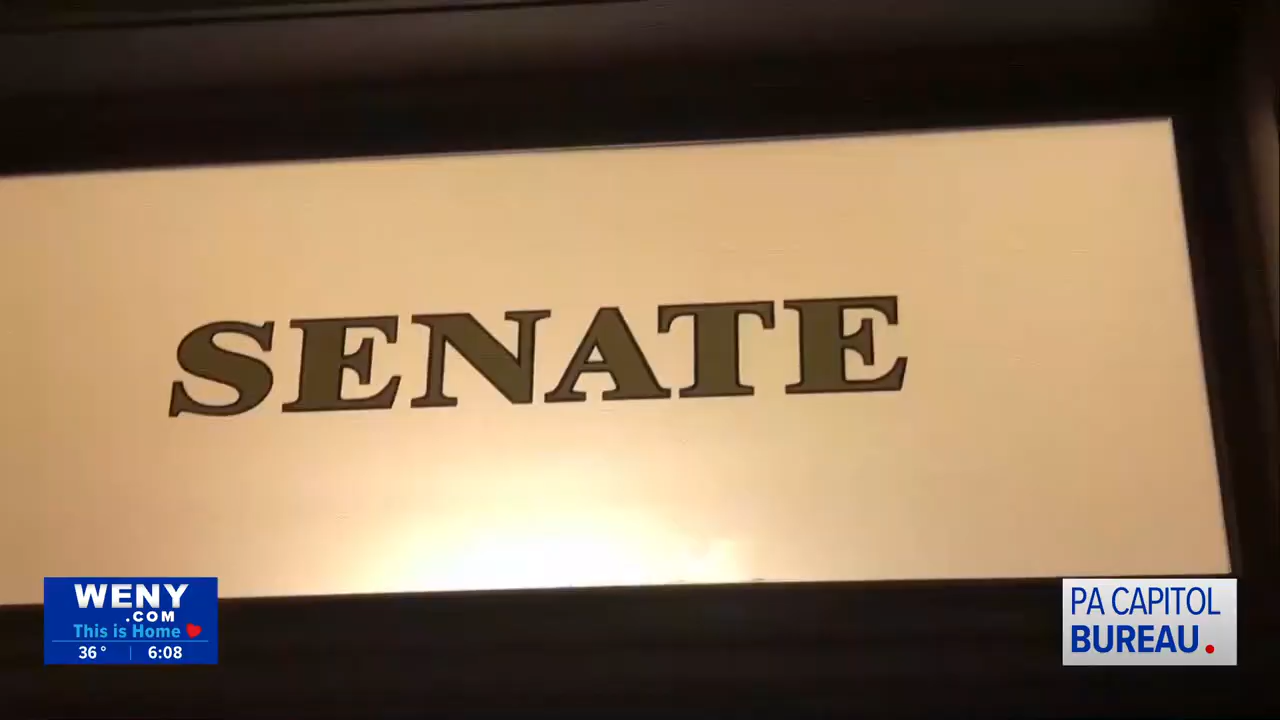 SENATE
WENY
.COM
This is Home
36° | 6:08
PA CAPITOL
BUREAU.